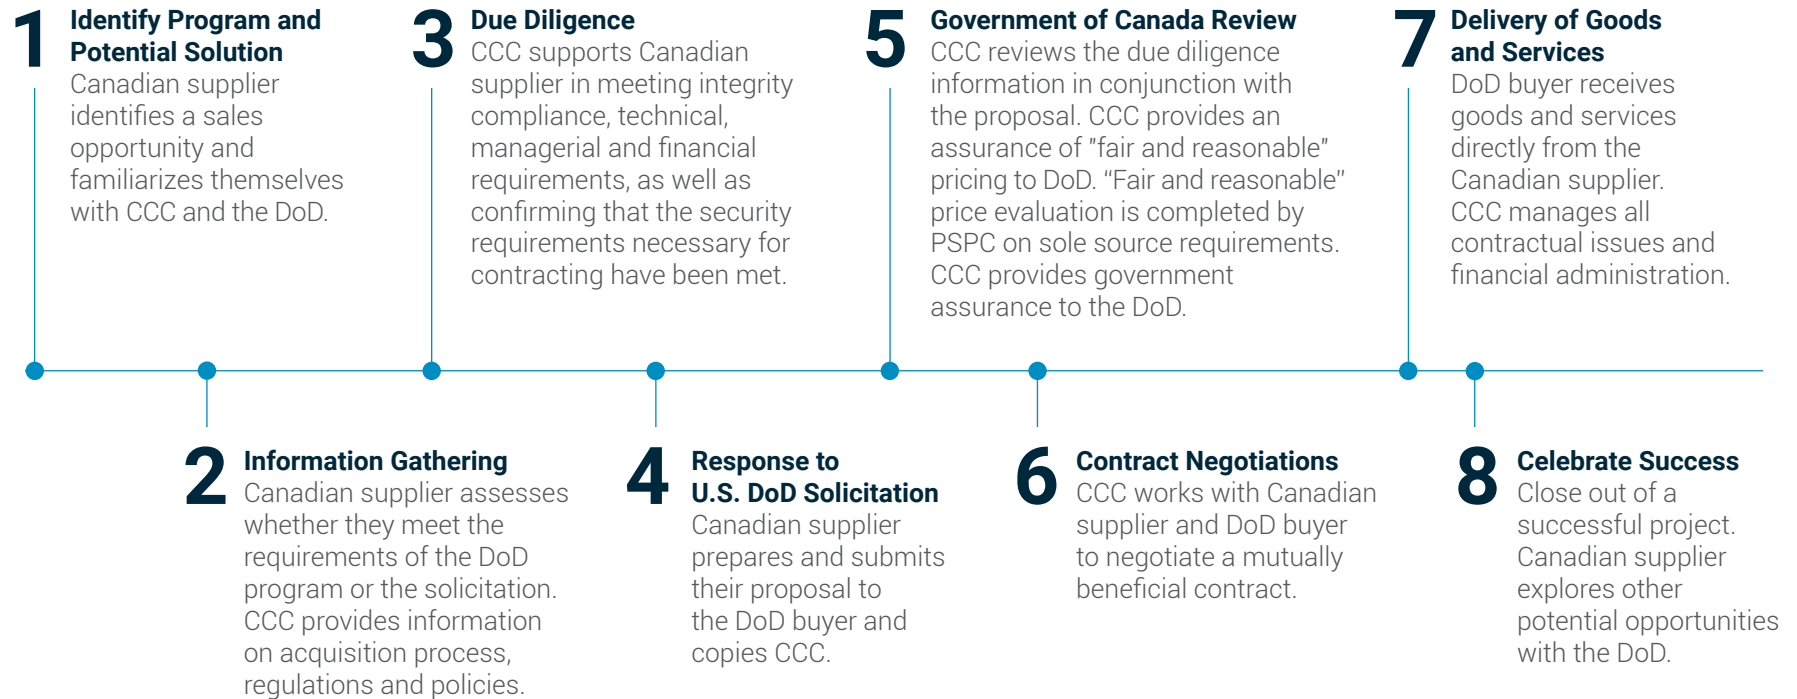 1
Identify Program and
Potential Solution
Canadian supplier
identifies a sales
opportunity and
familiarizes themselves
with CCC and the DoD.
2
Information Gathering
Canadian supplier assesses
whether they meet the
requirements of the DoD
program or the solicitation.
CCC provides information
on acquisition process,
regulations and policies.
3
Due Diligence
CCC supports Canadian
supplier in meeting integrity
compliance, technical,
managerial and financial
requirements, as well as
confirming that the security
requirements necessary for
contracting have been met.
4
Response to
U.S. DoD Solicitation
Canadian supplier
prepares and submits
their proposal to
the DoD buyer and
copies CCC.
5
Government of Canada Review
CCC reviews the due diligence
information in conjunction with
the proposal. CCC provides an
assurance of "fair and reasonable"
pricing to DoD. “Fair and reasonable”
price evaluation is completed by
PSPC on sole source requirements.
CCC provides government
assurance to the DoD.
6
Contract Negotiations
CCC works with Canadian
supplier and DoD buyer
to negotiate a mutually
beneficial contract.
7
Delivery of Goods
and Services
DoD buyer receives
goods and services
directly from the
Canadian supplier.
CCC manages all
contractual issues and
financial administration.
8
Celebrate Success
Close out of a
successful project.
Canadian supplier
explores other
potential opportunities
with the DoD.